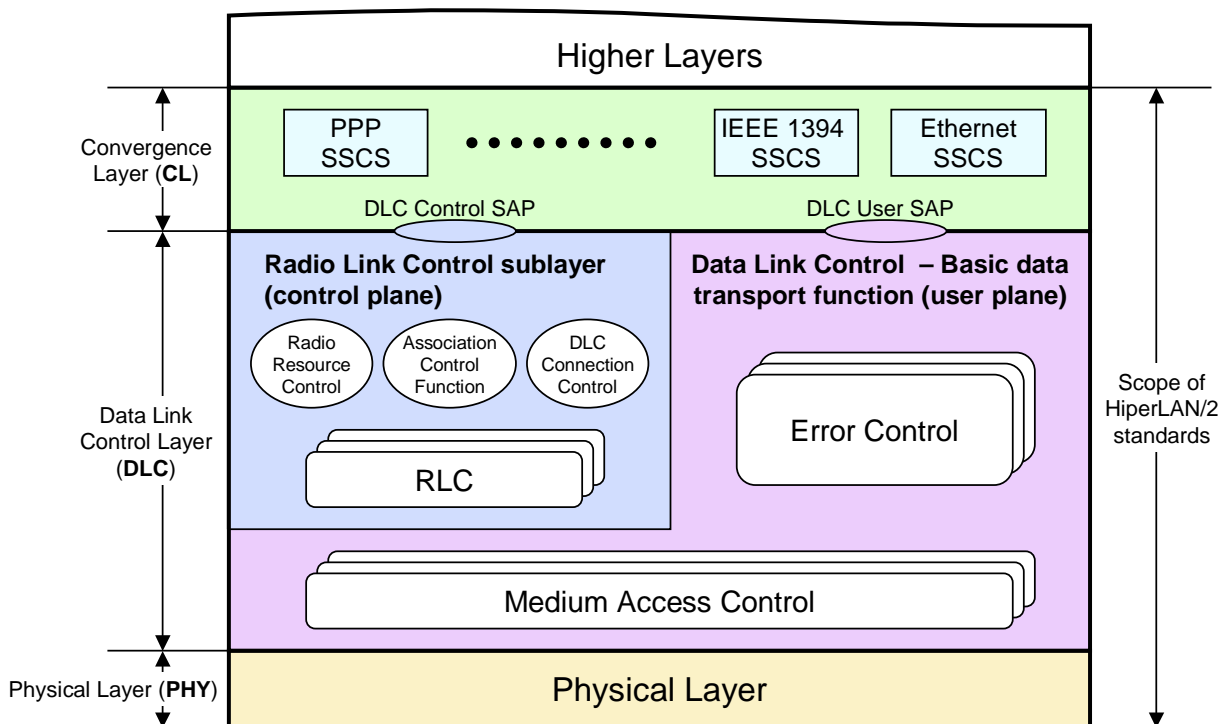 Higher Layers
Convergence
Layer (CL)
PPP
SSCS
IEEE 1394
SSCS
Ethernet
SSCS
DLC Control SAP
DLC User SAP
Radio Link Control sublayer
(control plane)
Data Link Control – Basic data
transport function (user plane)
Radio
Resource
Control
Association
Control
Function
DLC
Connection
Control
Data Link
Control Layer
(DLC)
RLC
Error Control
Scope of
HiperLAN/2
standards
Medium Access Control
Physical Layer (PHY)
Physical Layer